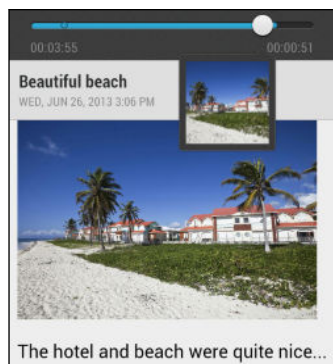 00:03:55 00:00:51
Beautiful beach
WED, JUN 26, 2013 3:06 PM
The hotel and beach were quite nice...